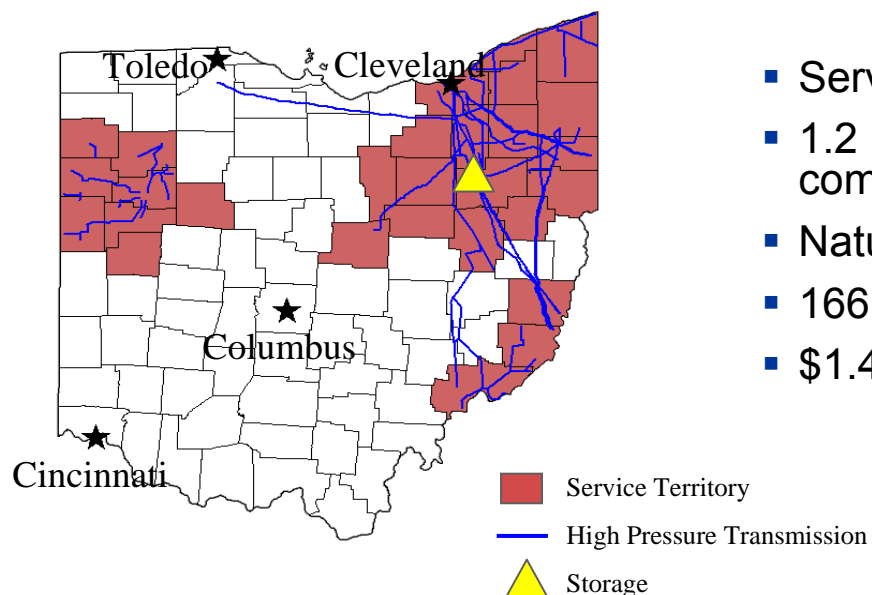 Toledo
Cleveland
Columbus
Cincinnati
Service Territory
High Pressure Transmission
Storage
▪ Serv
▪ 1.2
com
▪ Natu
▪ 166
▪ $1.4